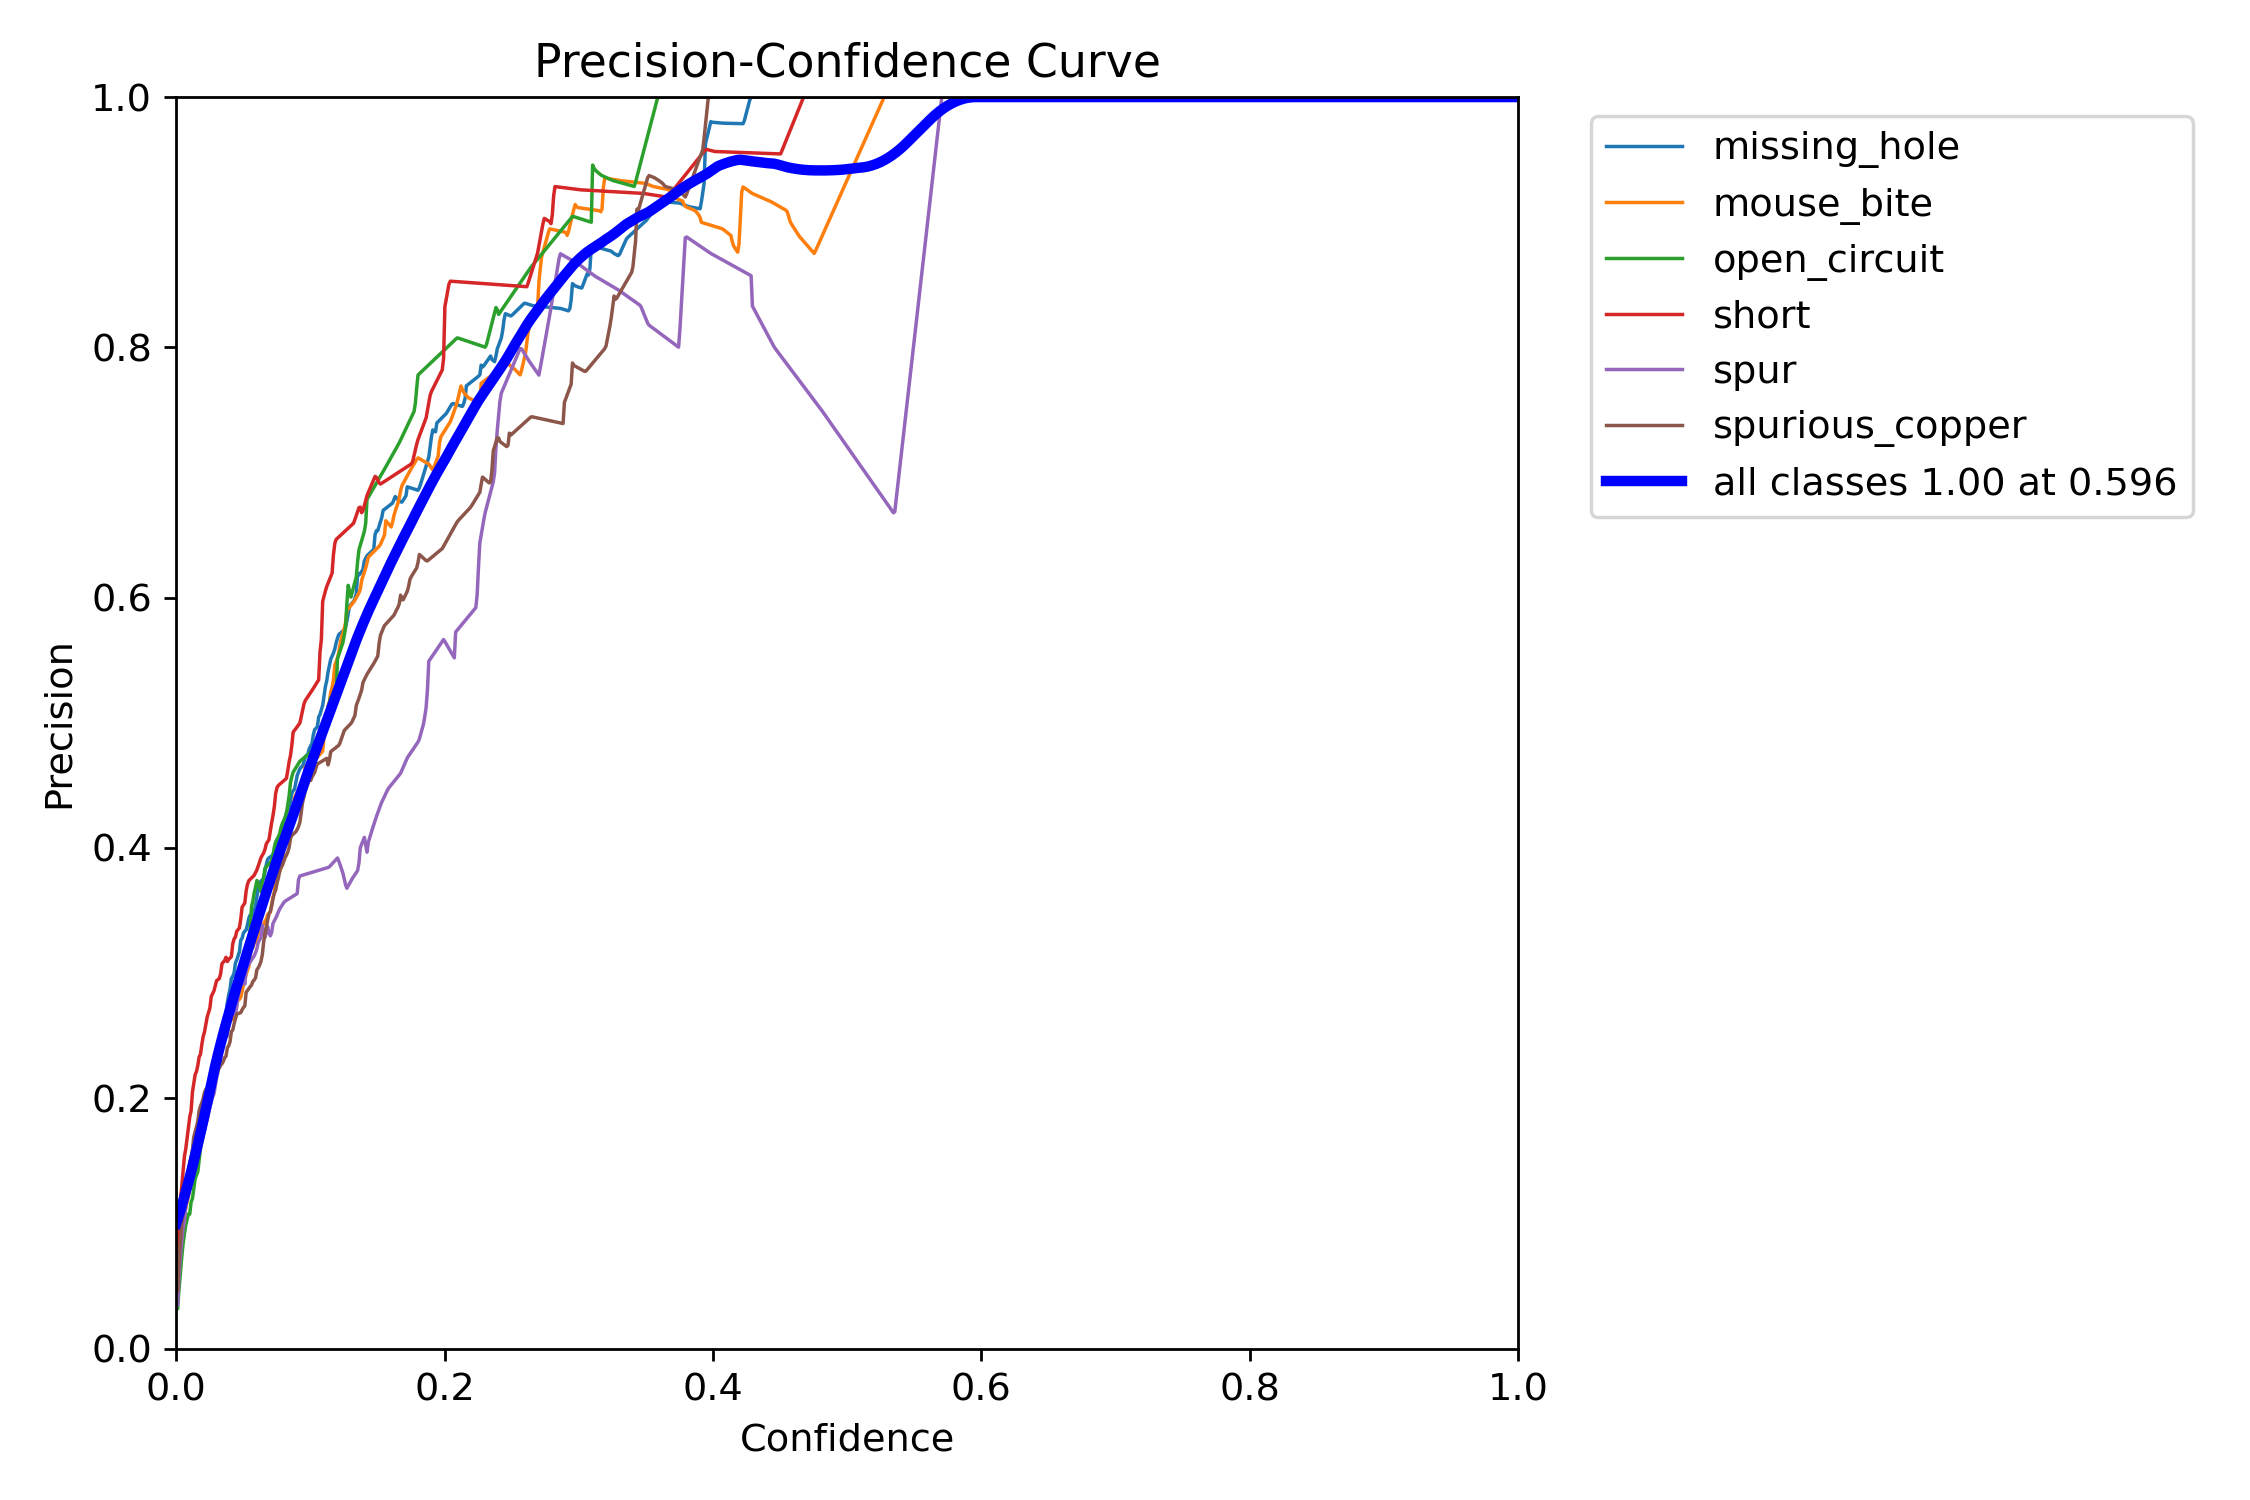 Precision-Confidence Curve
1.0
0.8
0.6
0.4
0.2
0.0
Precision
0.0 0.2 0.4 0.6 0.8 1.0
Confidence
missing_hole
mouse_bite
open_circuit
short
spur
spurious_copper
all classes 1.00 at 0.596